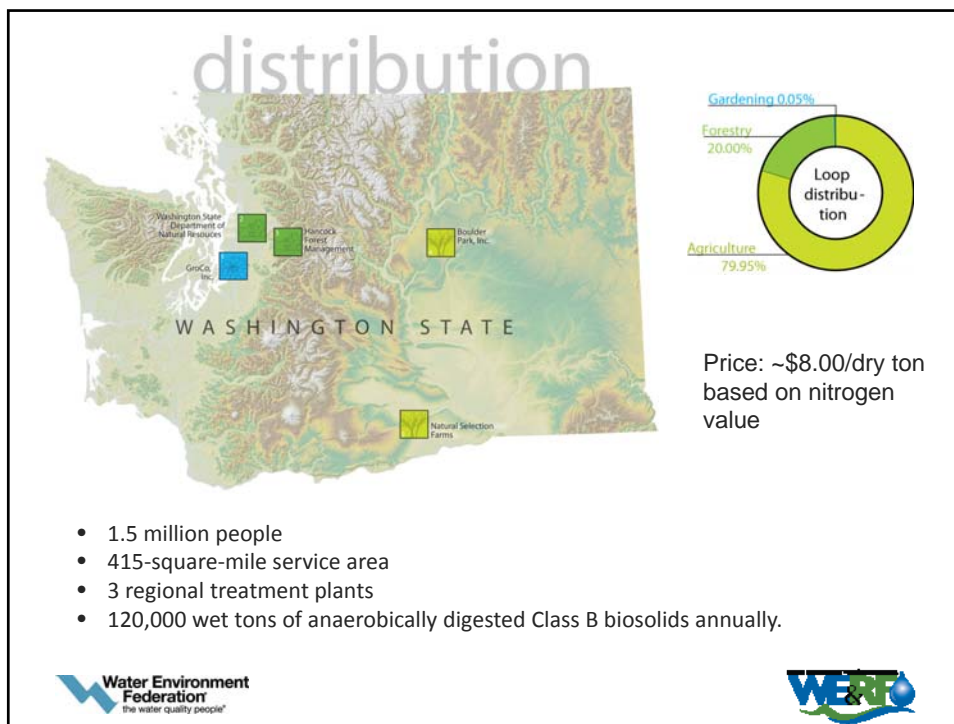 distribution
Gardening 0.05%
Forestry
20.00%
Loop
distribu-
tion
Agriculture
79.95%
Washington State
Department of
Natural Resouces
Hancock
Forest
Management
Boulder
Park, Inc.
GroCo,
Inc.
WASHINGTON STATE
Natural Selection
Farms
Price: ~$8.00/dry ton
based on nitrogen
value
• 1.5 million people
• 415-square-mile service area
• 3 regional treatment plants
• 120,000 wet tons of anaerobically digested Class B biosolids annually.
Water Environment
Federation
the water quality people®
WE&RF